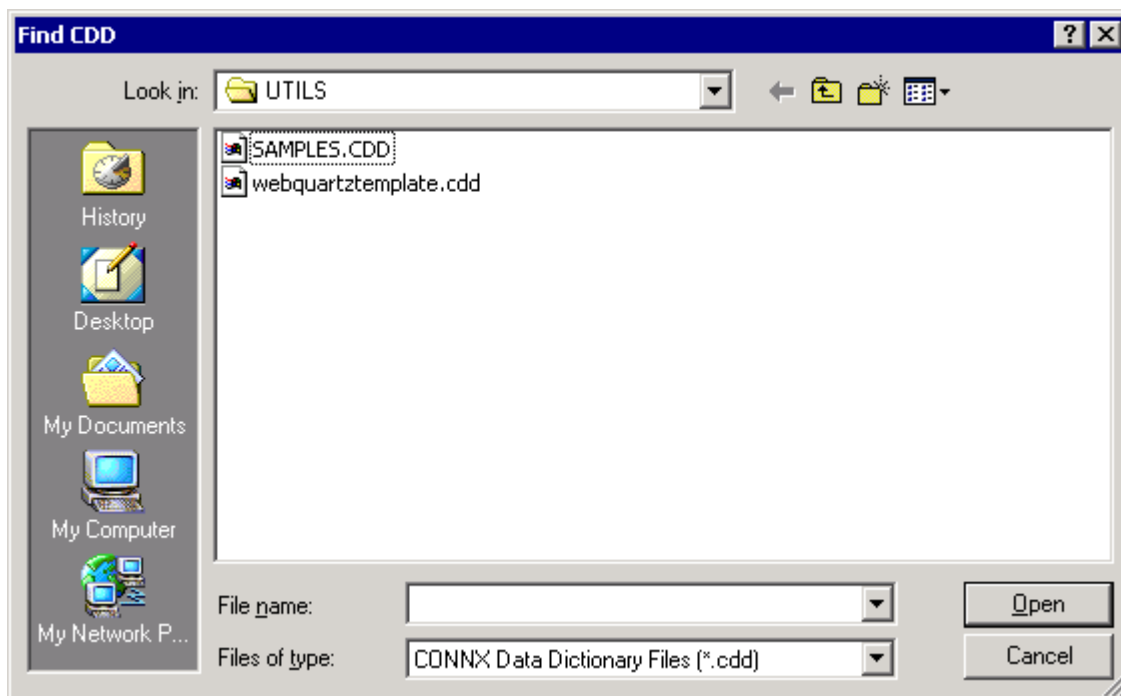 Find CDD
Look in: UTILS
SAMPLES.CDD
webquartztemplate.cdd
History
Desktop
My Documents
My Computer
My Network P...
File name:
Open
Files of type: CONNX Data Dictionary Files (*.cdd)
Cancel